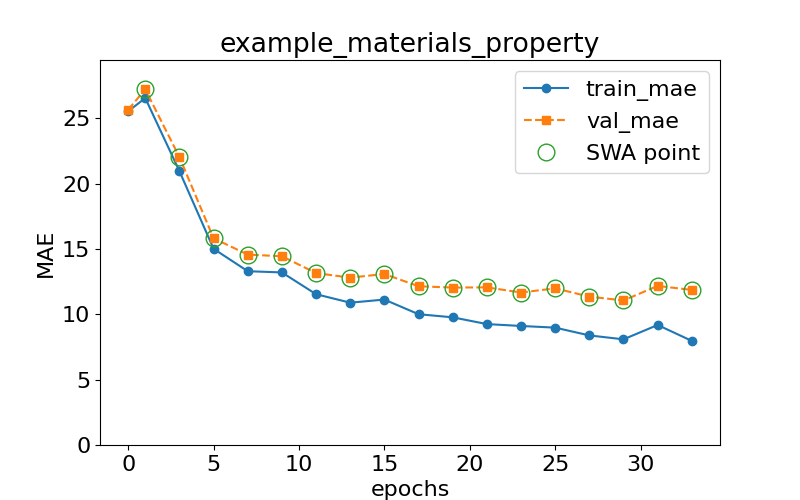 example_materials_property
train_mae
val_mae
SWA point
MAE
25
20
15
10
5
0
0 5 10 15 20 25 30
epochs